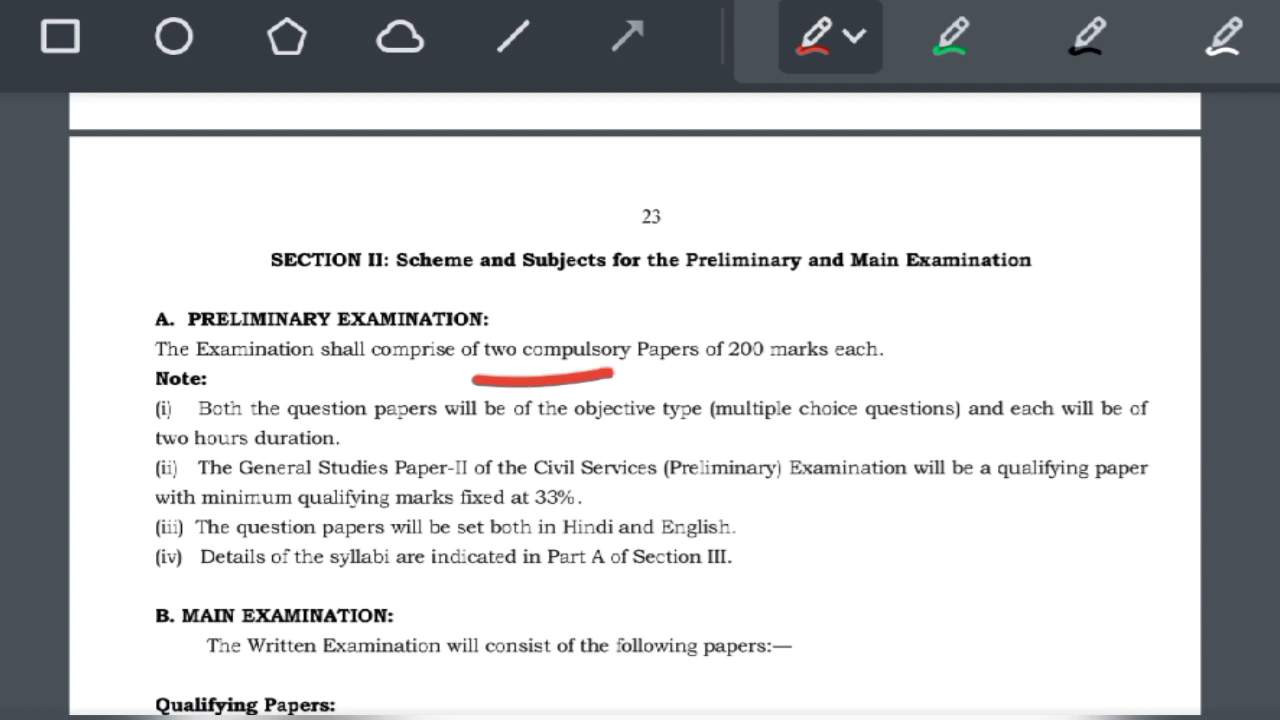 23
SECTION II: Scheme and Subjects for the Preliminary and Main Examination
A. PRELIMINARY EXAMINATION:
The Examination shall comprise of two compulsory Papers of 200 marks each.
Note:
(i) Both the question papers will be of the objective type (multiple choice questions) and each will be of
two hours duration.
(ii) The General Studies Paper-II of the Civil Services (Preliminary) Examination will be a qualifying paper
with minimum qualifying marks fixed at 33%.
(iii) The question papers will be set both in Hindi and English.
(iv) Details of the syllabi are indicated in Part A of Section III.
B. MAIN EXAMINATION:
The Written Examination will consist of the following papers:—
Qualifying Papers: